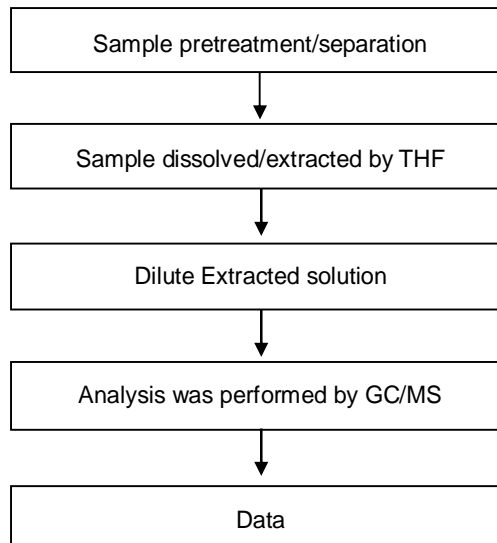 Sample pretreatment/separation
Sample dissolved/extracted by THF
Dilute Extracted solution
Analysis was performed by GC/MS
Data